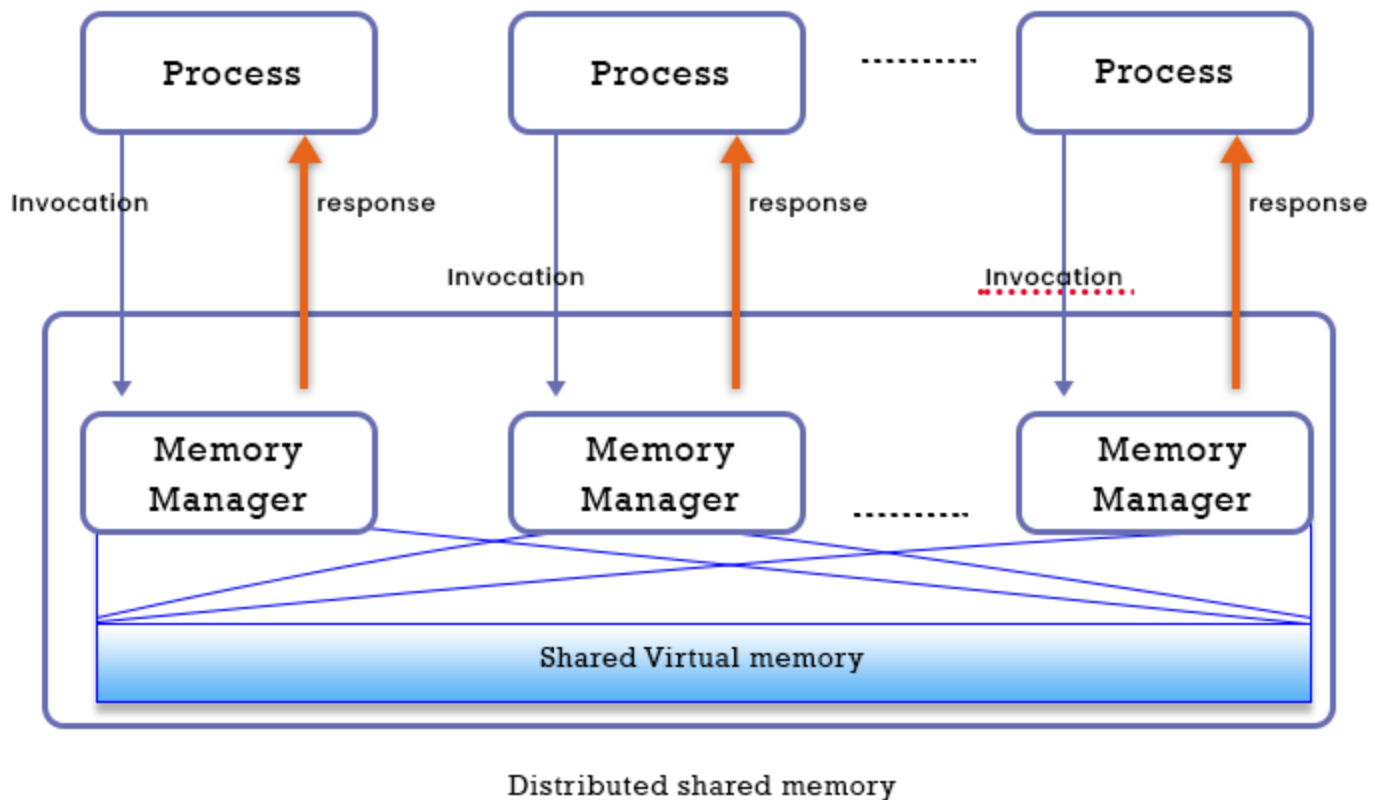 Process
Process
Process
Invocation
response
response
response
Invocation
Invocation
Memory
Manager
Memory
Manager
Memory
Manager
Shared Virtual memory
Distributed shared memory